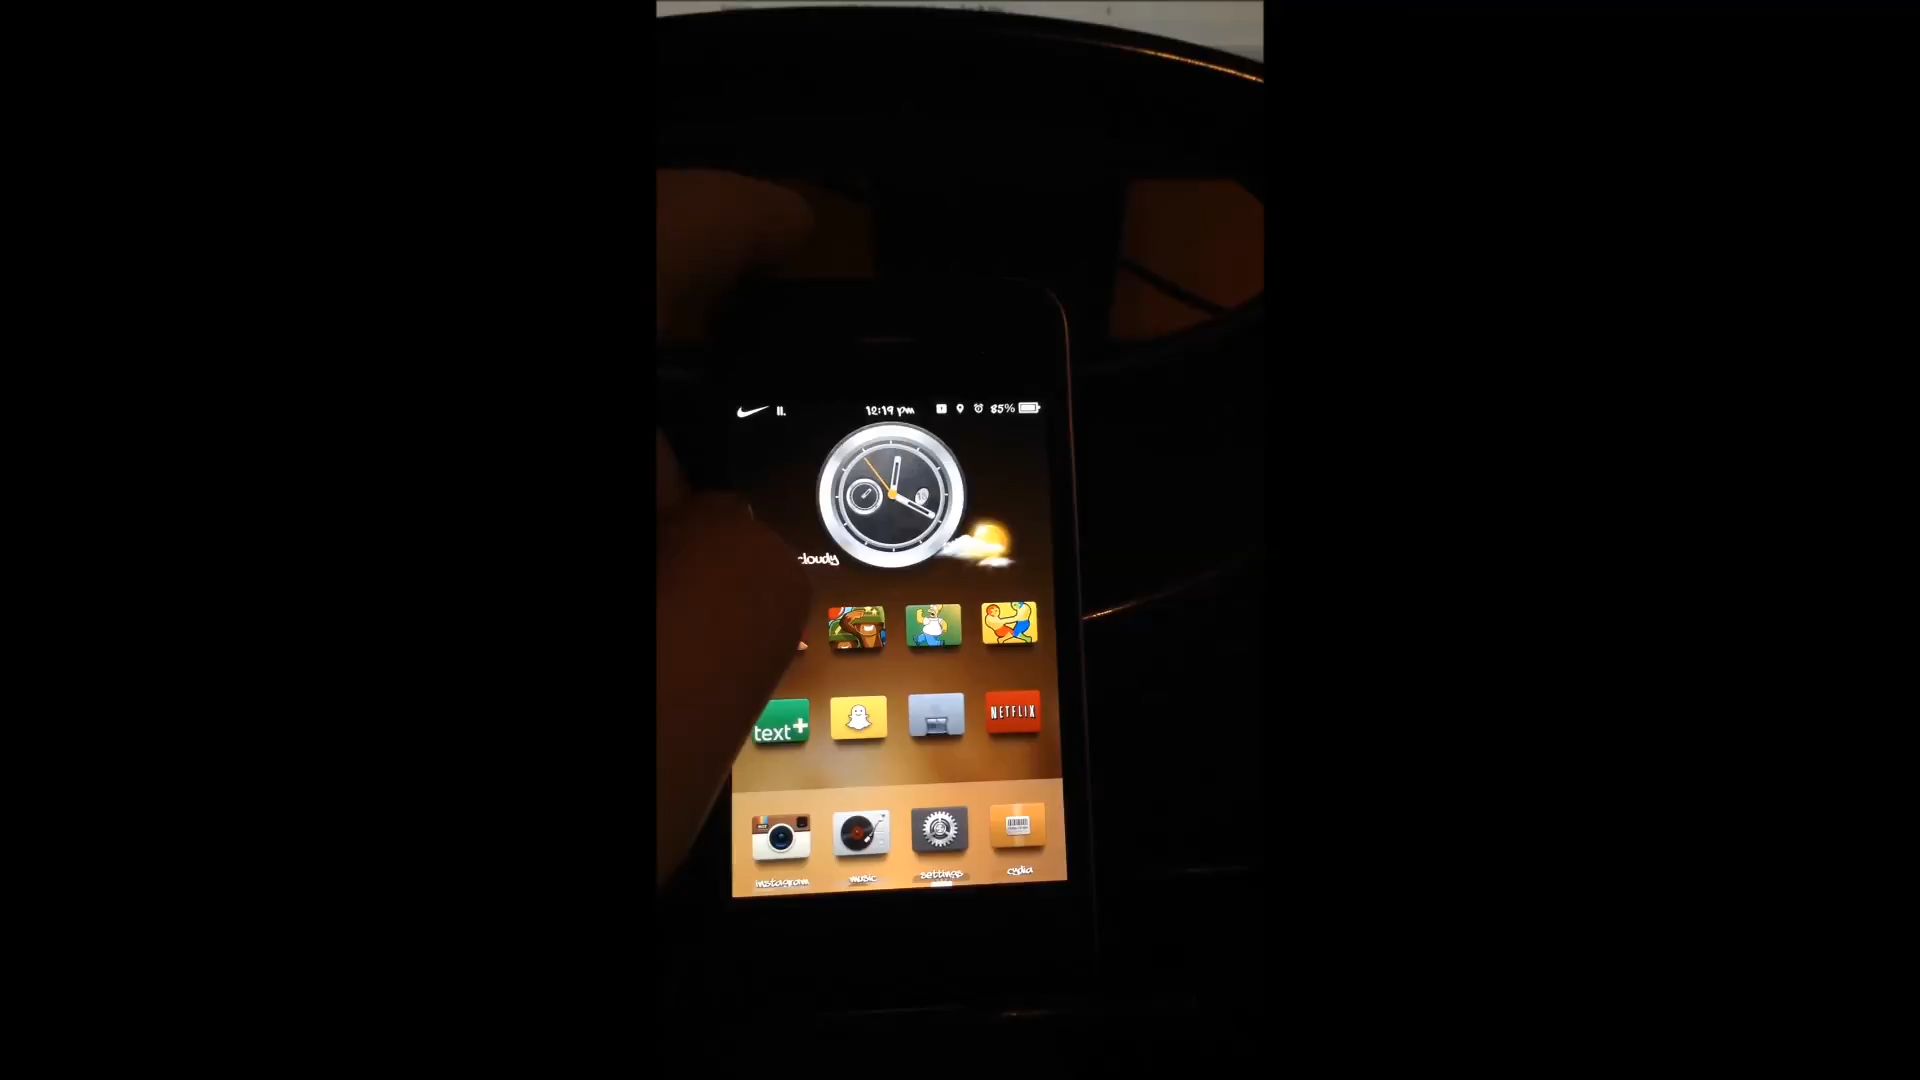 12:19 pm 85%
cloudy
text+
NETFLIX
instagram music settings cydia